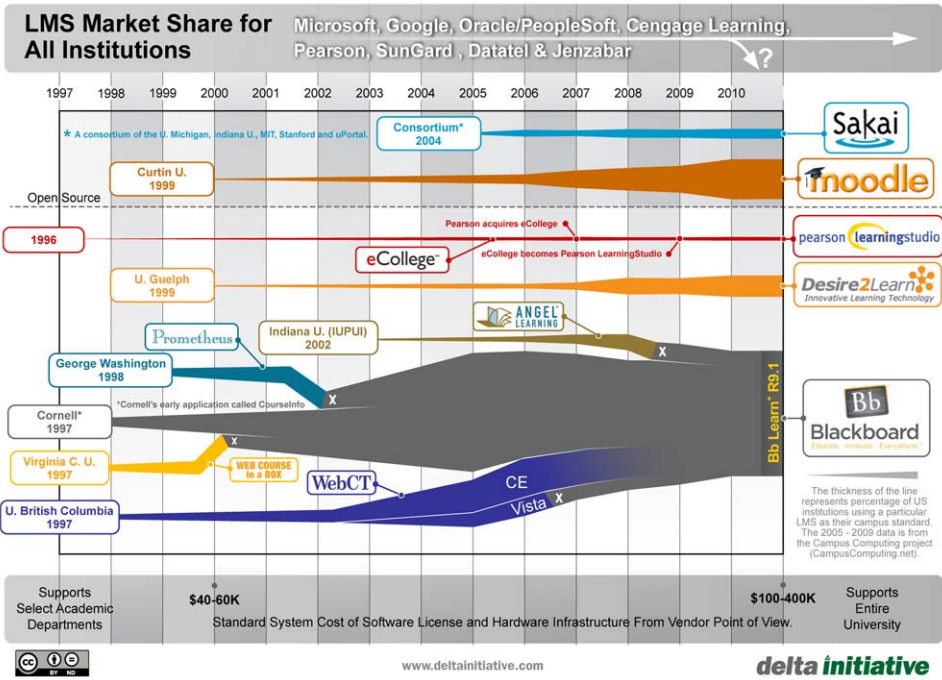 LMS Market Share for
All Institutions
Microsoft, Google, Oracle/PeopleSoft, Cengage Learning,
Pearson, SunGard , Datatel & Jenzabar
?
1997 1998 1999 2000 2001 2002 2003 2004 2005 2006 2007 2008 2009 2010
* A consortium of the U. Michigan, Indiana U., MIT, Stanford and uPortal.
Consortium*
2004
Sakai
Curtin U.
1999
moodle
Open Source
1996
Pearson acquires eCollege
eCollege
eCollege becomes Pearson LearningStudio
pearson learningstudio
U. Guelph
1999
Desire2Learn
Innovative Learning Technology
ANGEL
LEARNING
Prometheus
Indiana U. (IUPUI)
2002
X
George Washington
1998
X
*Cornell's early application called CourseInfo
Cornell*
1997
X
Bb Learn+ R9.1
Bb
Blackboard
Educate. Innovate. Everywhere.
Virginia C. U.
1997
WEB COURSE
in a BOX
WebCT
CE
Vista
X
U. British Columbia
1997
The thickness of the line
represents percentage of US
institutions using a particular
LMS as their campus standard.
The 2005 - 2009 data is from
the Campus Computing project
(CampusComputing.net).
Supports
Select Academic
Departments
$40-60K
$100-400K
Standard System Cost of Software License and Hardware Infrastructure From Vendor Point of View.
Supports
Entire
University
cc
BY ND
www.deltainitiative.com
delta initiative